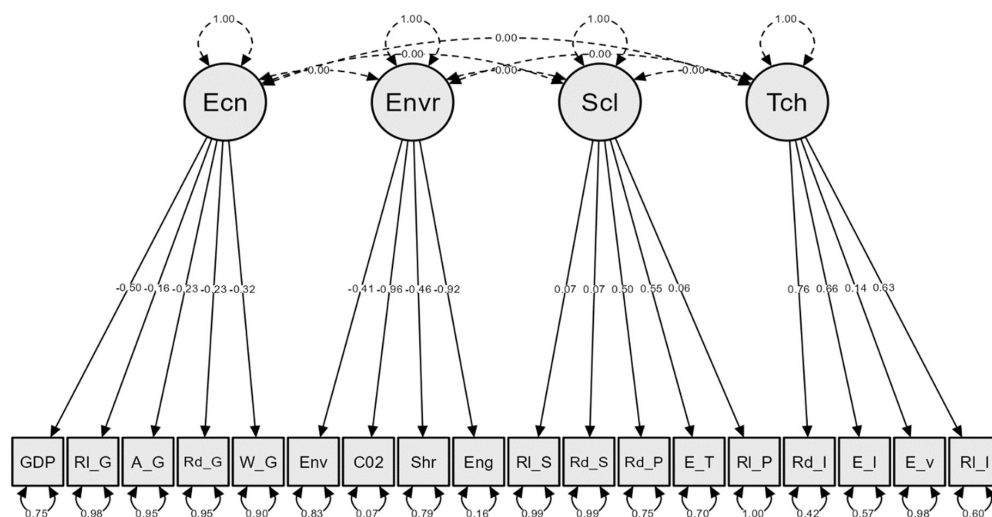 1.00 1.00 1.00 1.00
0.00
0.00 0.00
0.00 0.00 0.00
Ecn Envr Scl Tch
-0.50 -0.16 -0.23 -0.23 -0.32 -0.41 -0.96 -0.46 -0.92 0.07 0.07 0.50 0.55 0.06 0.76 0.66 0.14 0.63
GDP Rl_G A_G Rd_G W_G Env C02 Shr Eng Rl_S Rd_S Rd_P E_T Rl_P Rd_I E_I E_v Rl_I
0.75 0.98 0.95 0.95 0.90 0.83 0.07 0.79 0.16 0.99 0.99 0.75 0.70 1.00 0.42 0.57 0.98 0.60